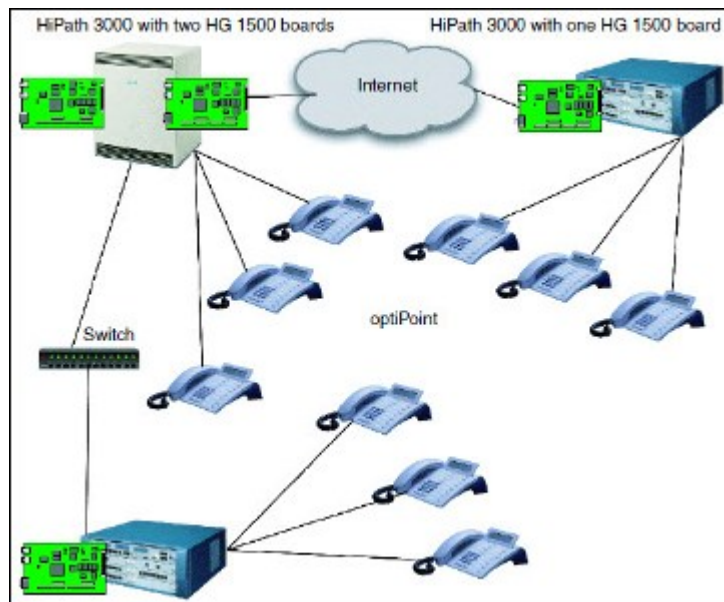 HiPath 3000 with two HG 1500 boards
HiPath 3000 with one HG 1500 board
Internet
optiPoint
Switch